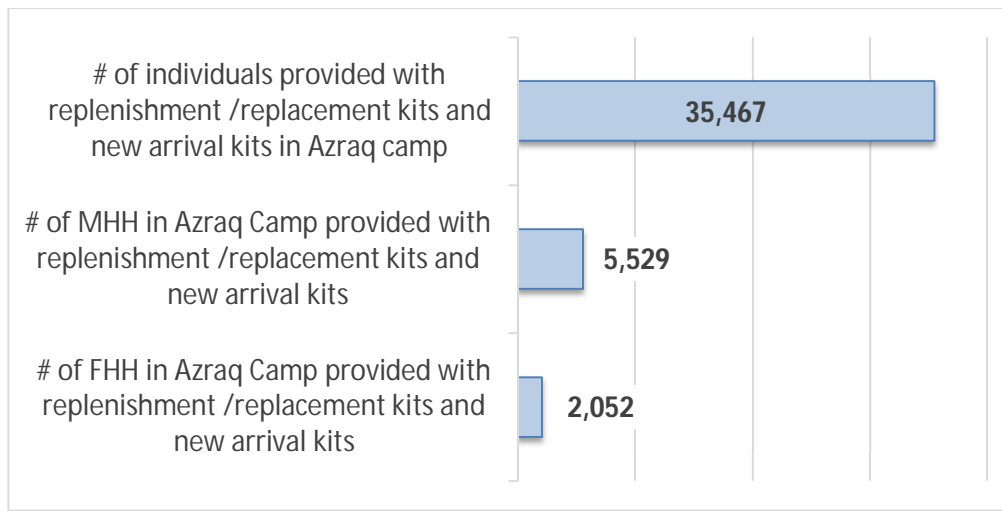 # of individuals provided with
replenishment /replacement kits and
new arrival kits in Azraq camp
35,467
# of MHH in Azraq Camp provided with
replenishment /replacement kits and
new arrival kits
5,529
# of FHH in Azraq Camp provided with
replenishment /replacement kits and
new arrival kits
2,052